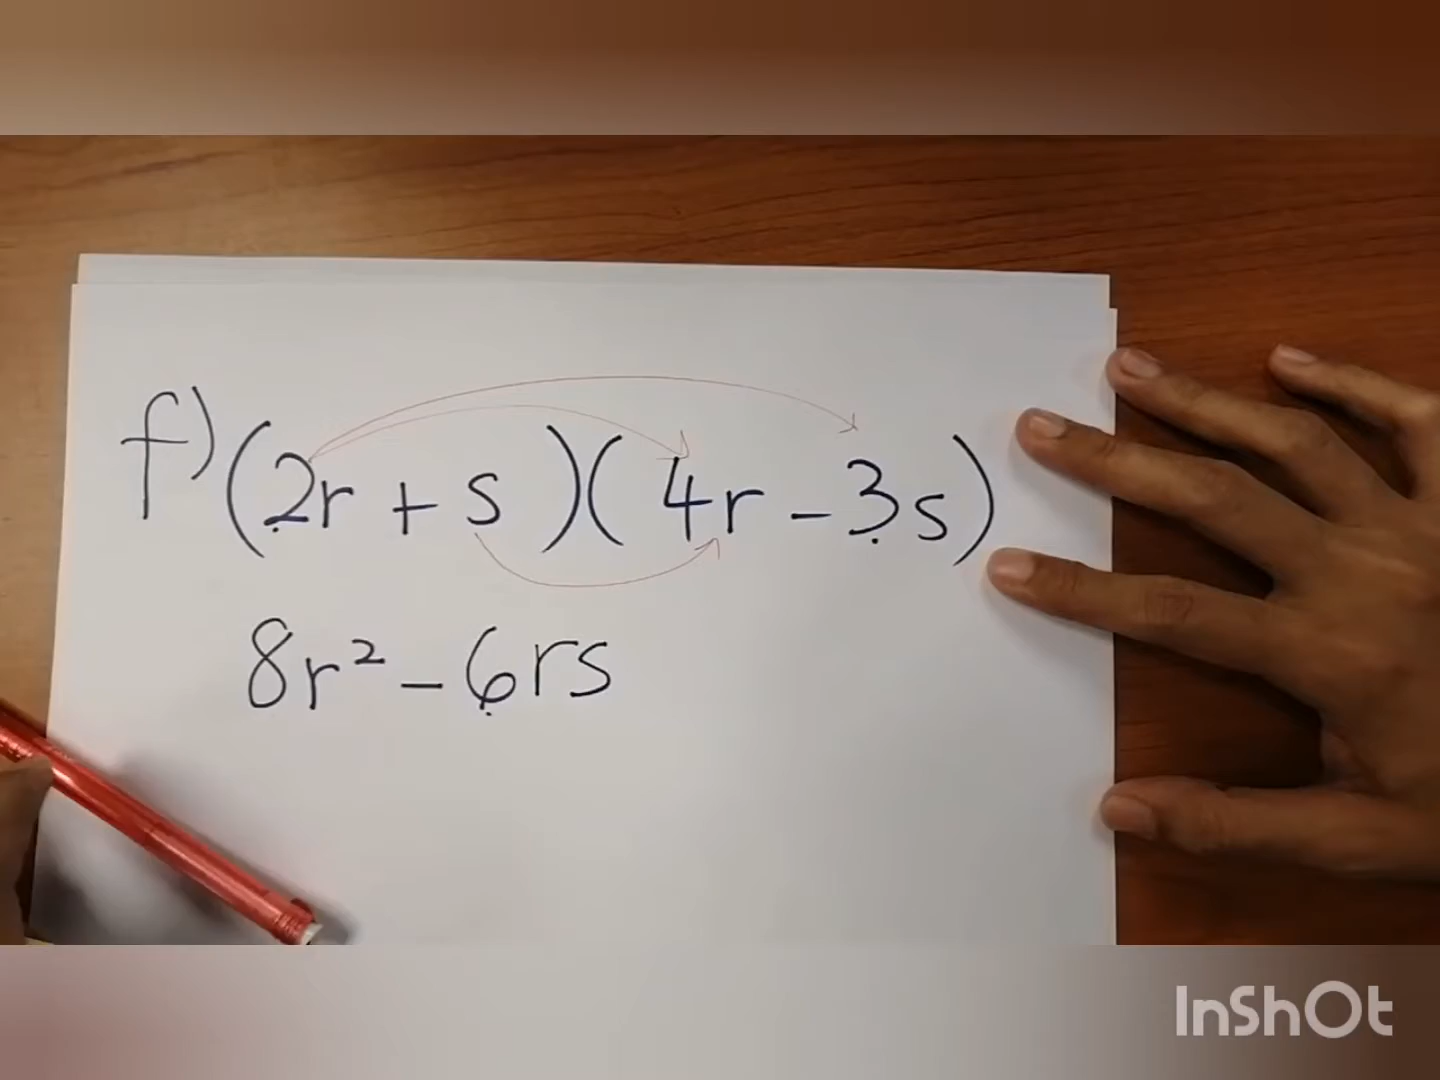 f) (2r + s)(4r - 3s)
8r² - 6rs
InShOt